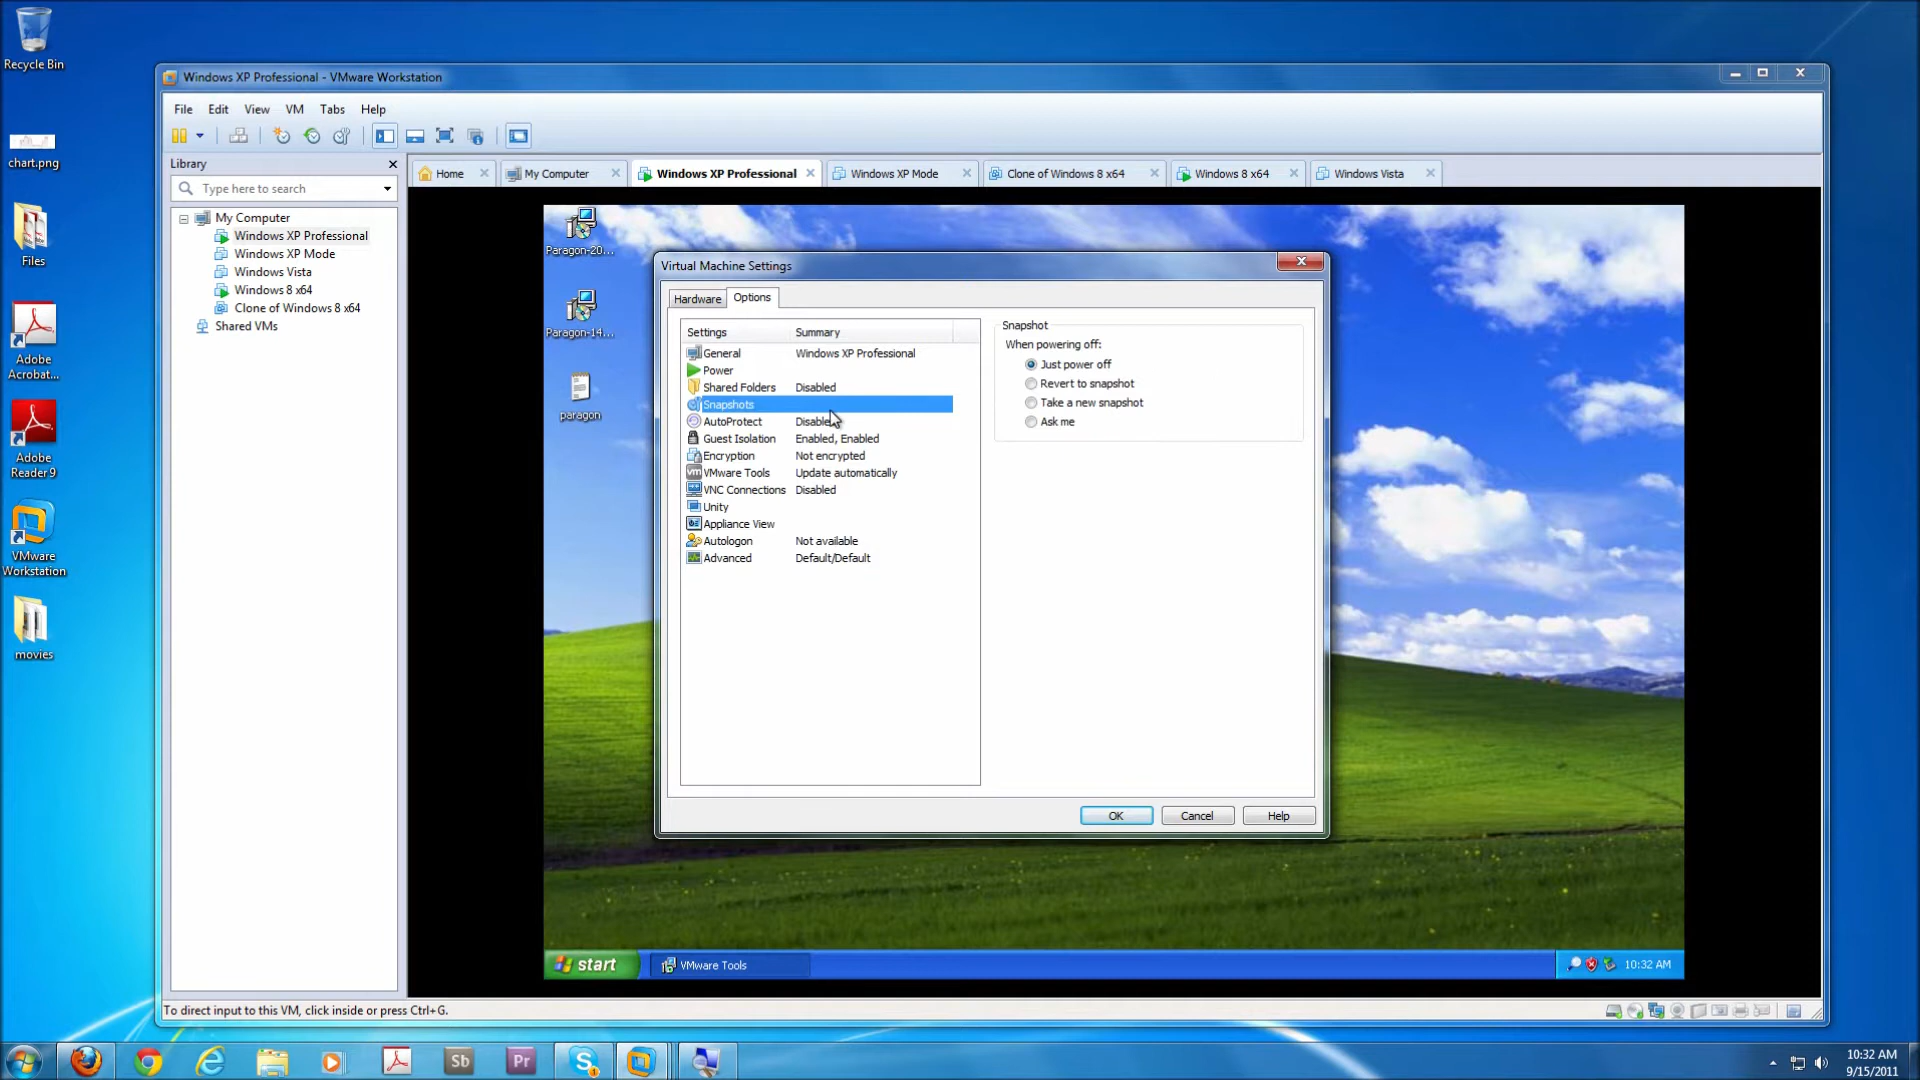 Recycle Bin
chart.png
Files
Adobe
Acrobat...
Adobe
Reader 9
VMware
Workstation
movies
Windows XP Professional - VMware Workstation
File Edit View VM Tabs Help
Library
Type here to search
My Computer
Windows XP Professional
Windows XP Mode
Windows Vista
Windows 8 x64
Clone of Windows 8 x64
Shared VMs
Home My Computer Windows XP Professional Windows XP Mode Clone of Windows 8 x64 Windows 8 x64 Windows Vista
Paragon-20...
Paragon-14...
paragon
Virtual Machine Settings
Hardware Options
Settings Summary
General Windows XP Professional
Power
Shared Folders Disabled
Snapshots
AutoProtect Disabled
Guest Isolation Enabled, Enabled
Encryption Not encrypted
VMware Tools Update automatically
VNC Connections Disabled
Unity
Appliance View
Autologon Not available
Advanced Default/Default
Snapshot
When powering off:
Just power off
Revert to snapshot
Take a new snapshot
Ask me
OK Cancel Help
start VMware Tools 10:32 AM
To direct input to this VM, click inside or press Ctrl+G.
Sb Pr
10:32 AM
9/15/2011